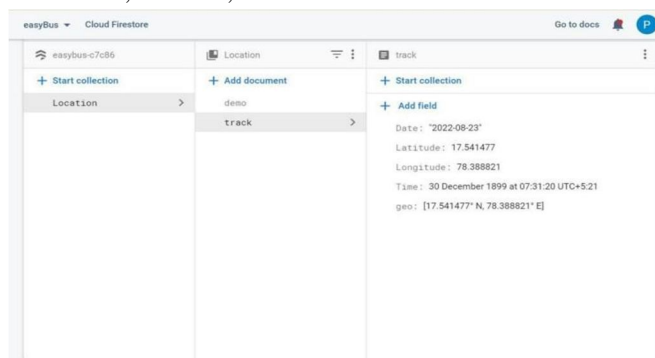 easyBus Cloud Firestore Go to docs P
easybus-c7c86 Location track
+ Start collection + Add document + Start collection
Location > demo + Add field
track > Date: "2022-08-23"
Latitude: 17.541477
Longitude: 78.388821
Time: 30 December 1899 at 07:31:20 UTC+5:21
geo: [17.541477° N, 78.388821° E]